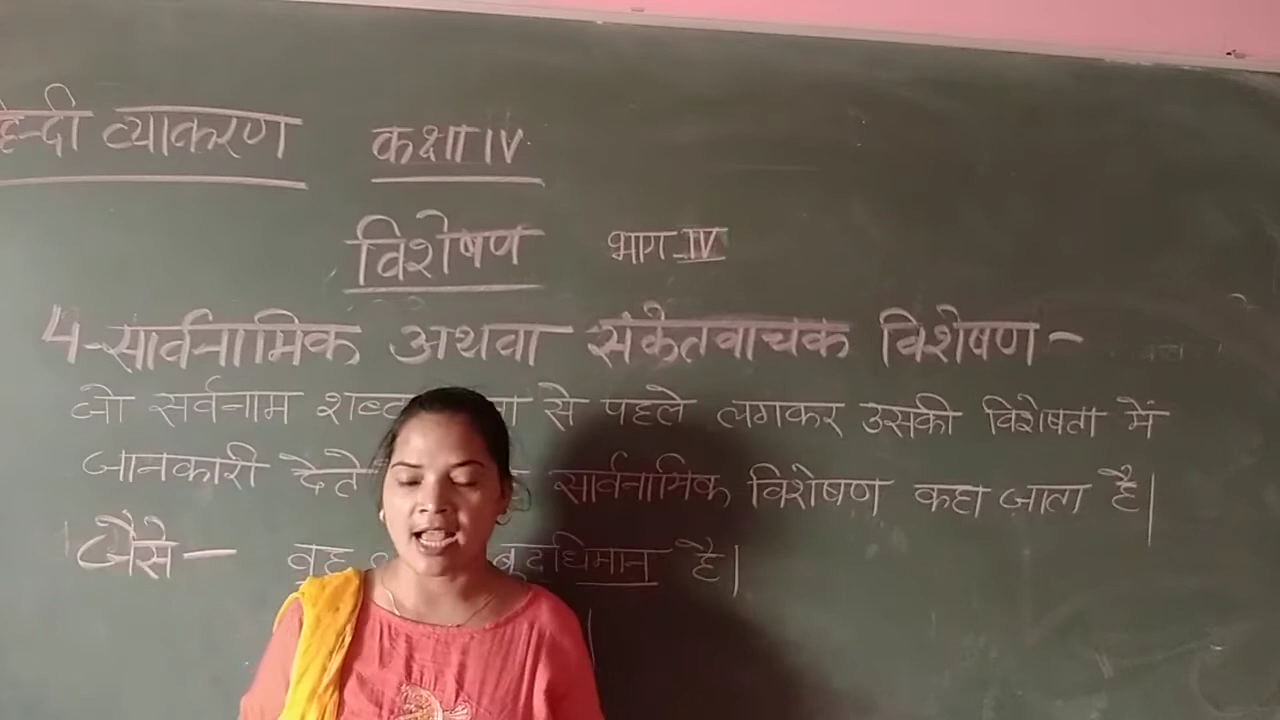 हिन्दी व्याकरण कक्षा IV
विशेषण भाग-IV
4-सार्वनामिक अथवा संकेतवाचक विशेषण-
जो सर्वनाम शब्द से पहले लगकर उसकी विशेषता में
जानकारी देते सार्वनामिक विशेषण कहा जाता है।
जैसे- वह बुद्धिमान है।